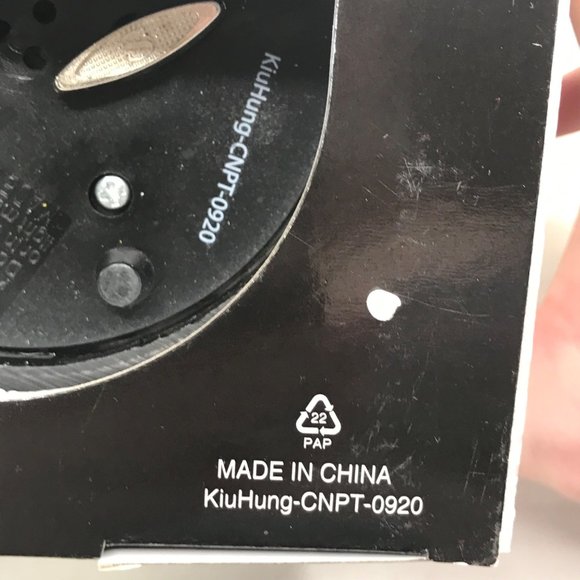 KiuHung-CNPT-0920
22
PAP
MADE IN CHINA
KiuHung-CNPT-0920